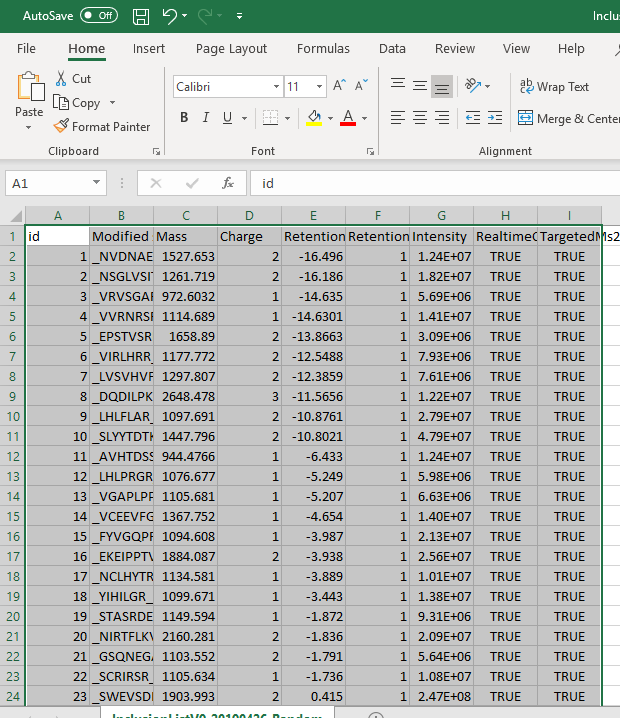 AutoSave Off Inclu
File Home Insert Page Layout Formulas Data Review View Help
Cut
Copy
Paste
Format Painter
Calibri 11
B I U A
Wrap Text
Merge & Center
Clipboard Font Alignment
A1 fx id
A B C D E F G H I
1 id Modified Mass Charge Retention Retention Intensity RealtimeC TargetedMs2
2 1 _NVDNAE 1527.653 2 -16.496 1 1.24E+07 TRUE TRUE
3 2 _NSGLVSI 1261.719 2 -16.186 1 1.82E+07 TRUE TRUE
4 3 _VRVSGAF 972.6032 1 -14.635 1 5.69E+06 TRUE TRUE
5 4 _VVRNRSF 1114.689 1 -14.6301 1 1.41E+07 TRUE TRUE
6 5 _EPSTVSR 1658.89 2 -13.8663 1 3.09E+06 TRUE TRUE
7 6 _VIRLHRR_ 1177.772 2 -12.5488 1 7.93E+06 TRUE TRUE
8 7 _LVSVHVF 1297.807 2 -12.3859 1 7.61E+06 TRUE TRUE
9 8 _DQDILPK 2648.478 3 -11.5656 1 1.22E+07 TRUE TRUE
10 9 _LHLFLAR_ 1097.691 2 -10.8761 1 2.79E+07 TRUE TRUE
11 10 _SLYYTDTK 1447.796 2 -10.8021 1 4.79E+07 TRUE TRUE
12 11 _AVHTDSS 944.4766 1 -6.433 1 1.24E+07 TRUE TRUE
13 12 _LHLPRGR 1076.677 1 -5.249 1 5.98E+06 TRUE TRUE
14 13 _VGAPLPF 1105.681 1 -5.207 1 6.63E+06 TRUE TRUE
15 14 _VCEEVFG 1367.752 1 -4.654 1 1.40E+07 TRUE TRUE
16 15 _FYVGQPF 1094.608 1 -3.987 1 2.13E+07 TRUE TRUE
17 16 _EKEIPPTV 1884.087 2 -3.938 1 2.56E+07 TRUE TRUE
18 17 _NCLHYTR 1134.581 1 -3.889 1 1.01E+07 TRUE TRUE
19 18 _YIHILGR_ 1099.671 1 -3.443 1 1.38E+07 TRUE TRUE
20 19 _STASRDE 1149.594 1 -1.872 1 9.31E+06 TRUE TRUE
21 20 _NIRTFLKV 2160.281 2 -1.836 1 2.09E+07 TRUE TRUE
22 21 _GSQNEGA 1103.552 2 -1.791 1 5.64E+06 TRUE TRUE
23 22 _SCRIRSR_ 1105.634 1 -1.736 1 1.08E+07 TRUE TRUE
24 23 _SWEVSDI 1903.993 2 0.415 1 2.47E+08 TRUE TRUE